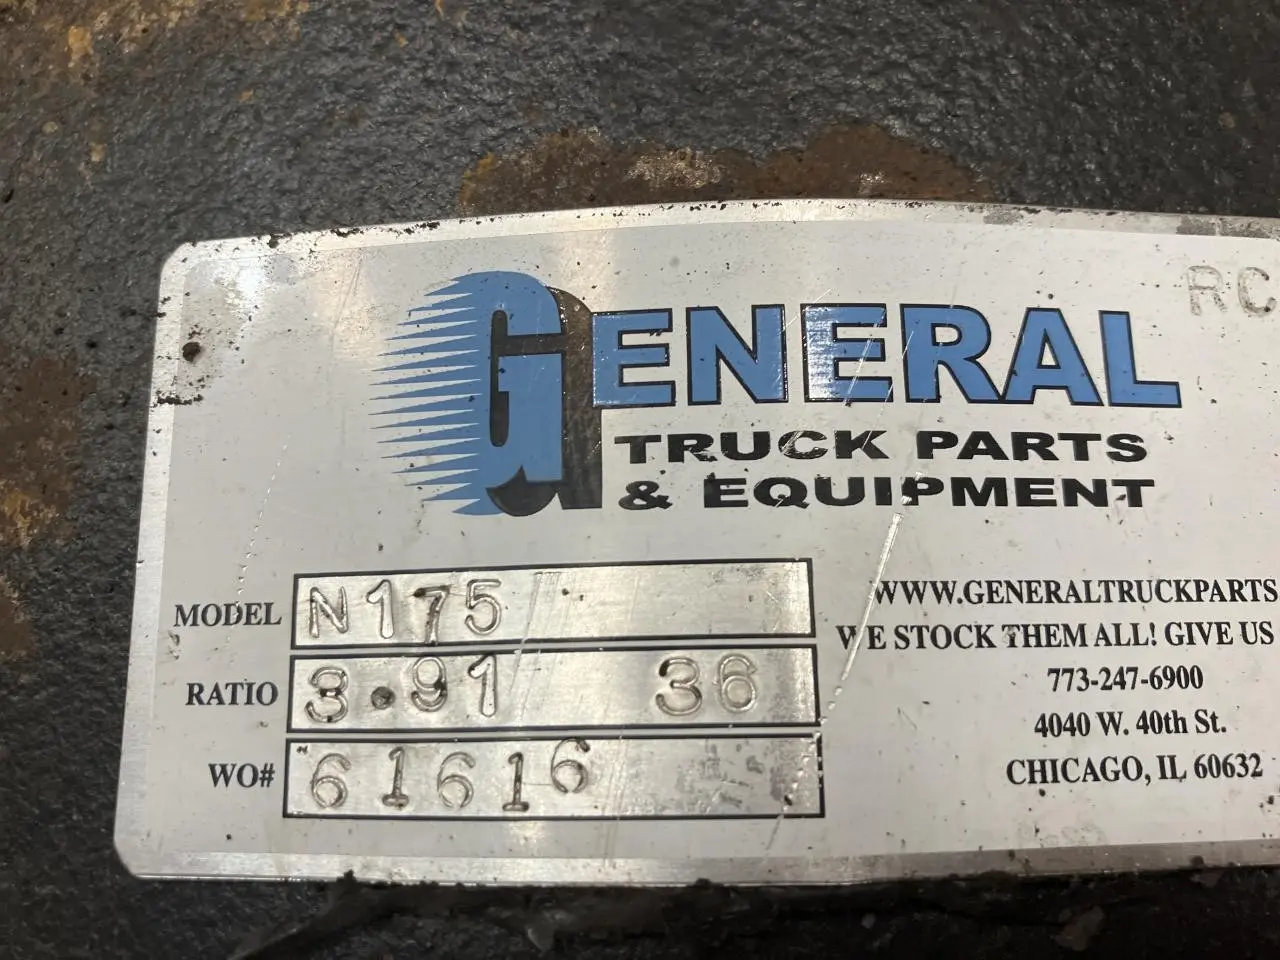 RC
GENERAL
TRUCK PARTS
& EQUIPMENT
MODEL N175
RATIO 3.91 36
WO# 61616
WWW.GENERALTRUCKPARTS
WE STOCK THEM ALL! GIVE US
773-247-6900
4040 W. 40th St.
CHICAGO, IL 60632